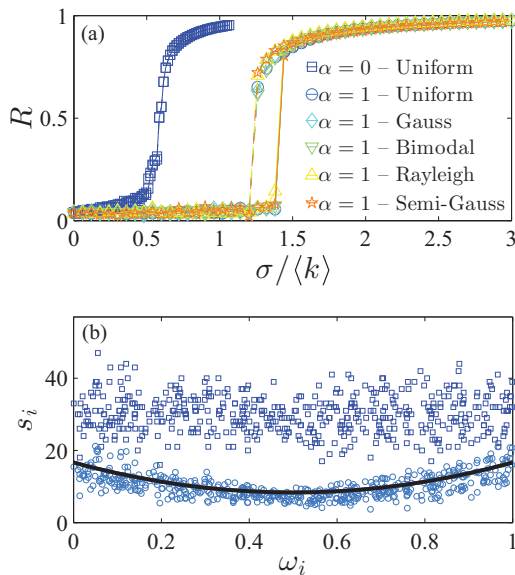 (a)
1
0.5
0
R
α = 0 – Uniform
α = 1 – Uniform
α = 1 – Gauss
α = 1 – Bimodal
α = 1 – Rayleigh
α = 1 – Semi-Gauss
0 0.5 1 1.5 2 2.5 3
σ/⟨k⟩
(b)
40
20
0
s_i
0 0.2 0.4 0.6 0.8 1
ω_i